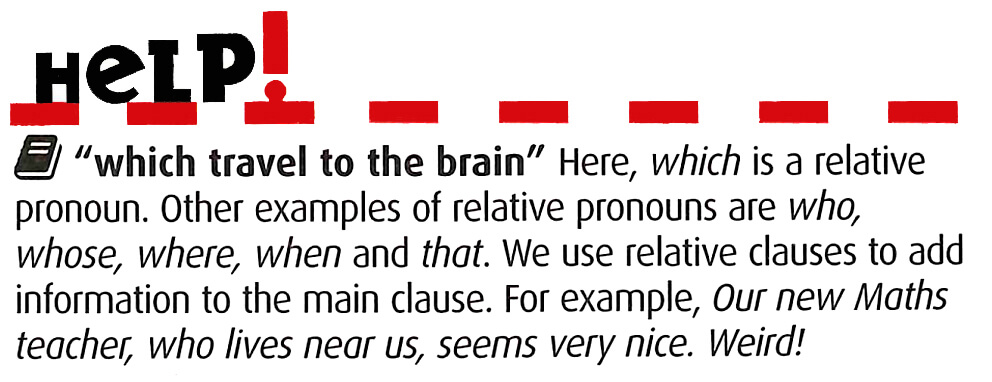 HeLP!
“which travel to the brain” Here, which is a relative
pronoun. Other examples of relative pronouns are who,
whose, where, when and that. We use relative clauses to add
information to the main clause. For example, Our new Maths
teacher, who lives near us, seems very nice. Weird!